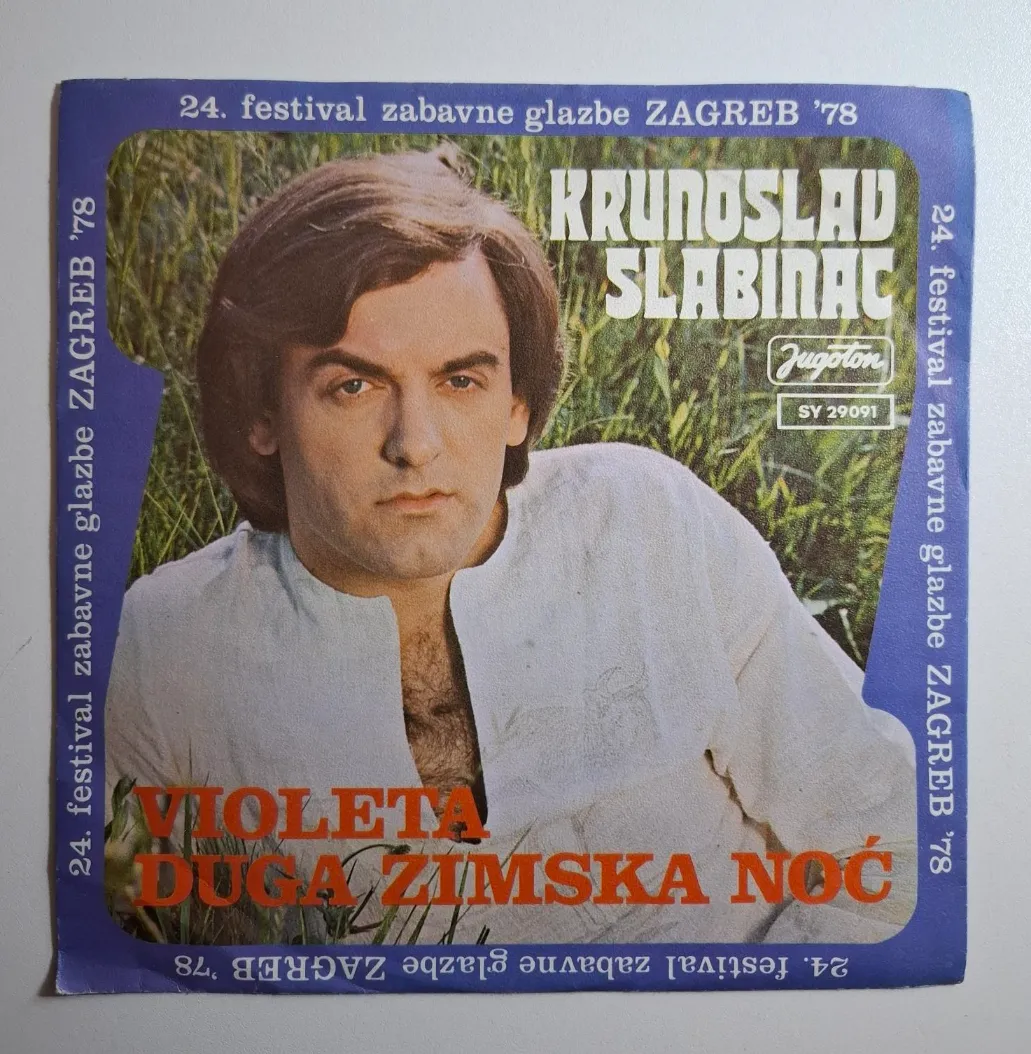 24. festival zabavne glazbe ZAGREB '78
KRUNOSLAV
SLABINAC
Jugoton
SY 29091
24. festival zabavne glazbe ZAGREB '78
24. festival zabavne glazbe ZAGREB '78
VIOLETA
DUGA ZIMSKA NOĆ
24. festival zabavne glazbe ZAGREB '78